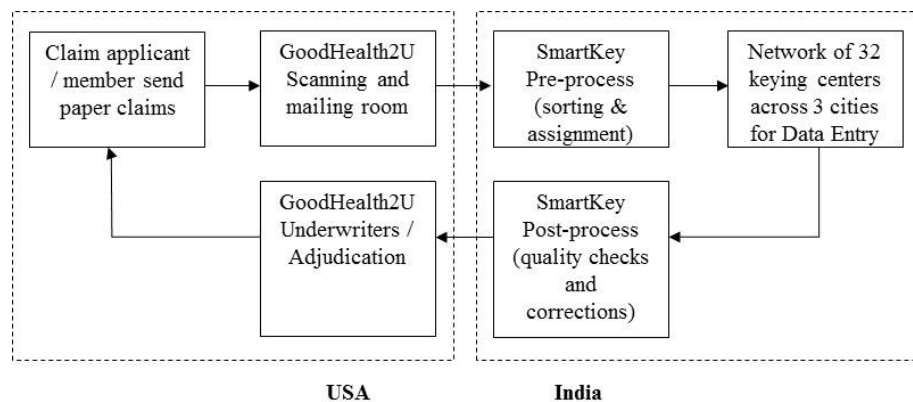 Claim applicant
/ member send
paper claims
GoodHealth2U
Scanning and
mailing room
SmartKey
Pre-process
(sorting &
assignment)
Network of 32
keying centers
across 3 cities
for Data Entry
GoodHealth2U
Underwriters /
Adjudication
SmartKey
Post-process
(quality checks
and
corrections)
USA
India